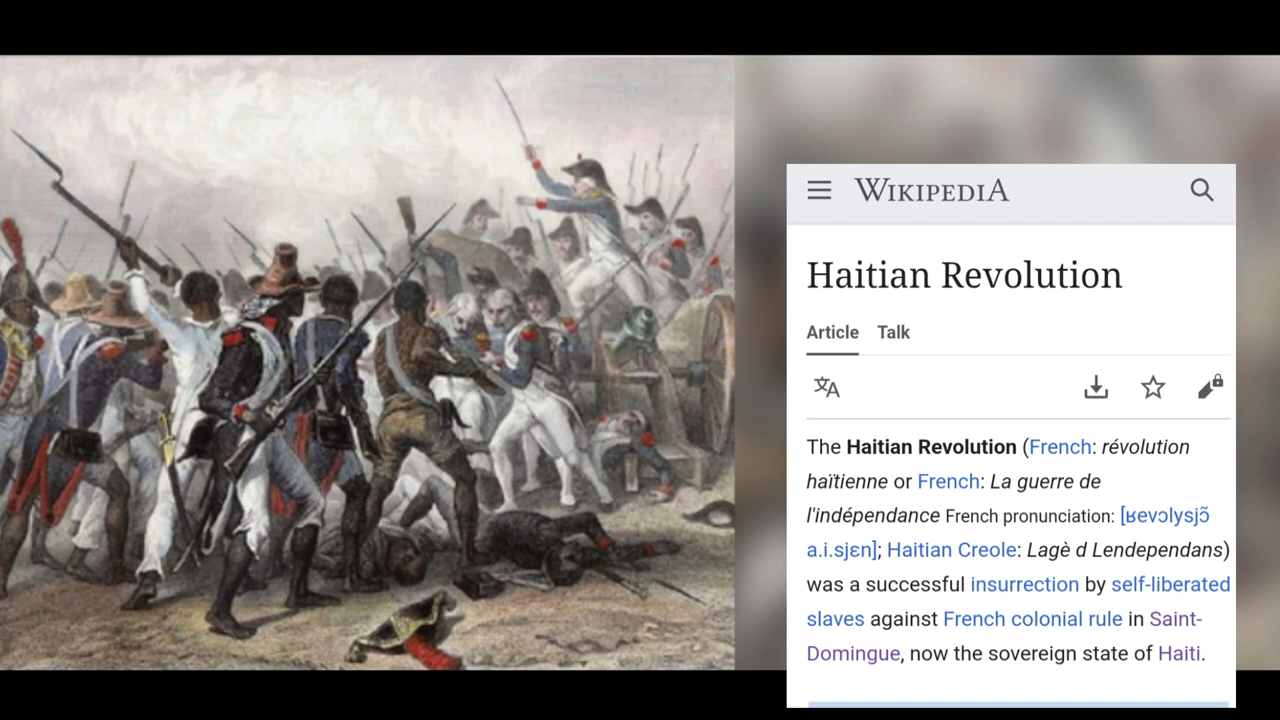 WIKIPEDIA
Haitian Revolution
Article Talk
The Haitian Revolution (French: révolution
haïtienne or French: La guerre de
l'indépendance French pronunciation: [ʁevɔlysjɔ̃
a.i.sjɛn]; Haitian Creole: Lagè d Lendependans)
was a successful insurrection by self-liberated
slaves against French colonial rule in Saint-
Domingue, now the sovereign state of Haiti.